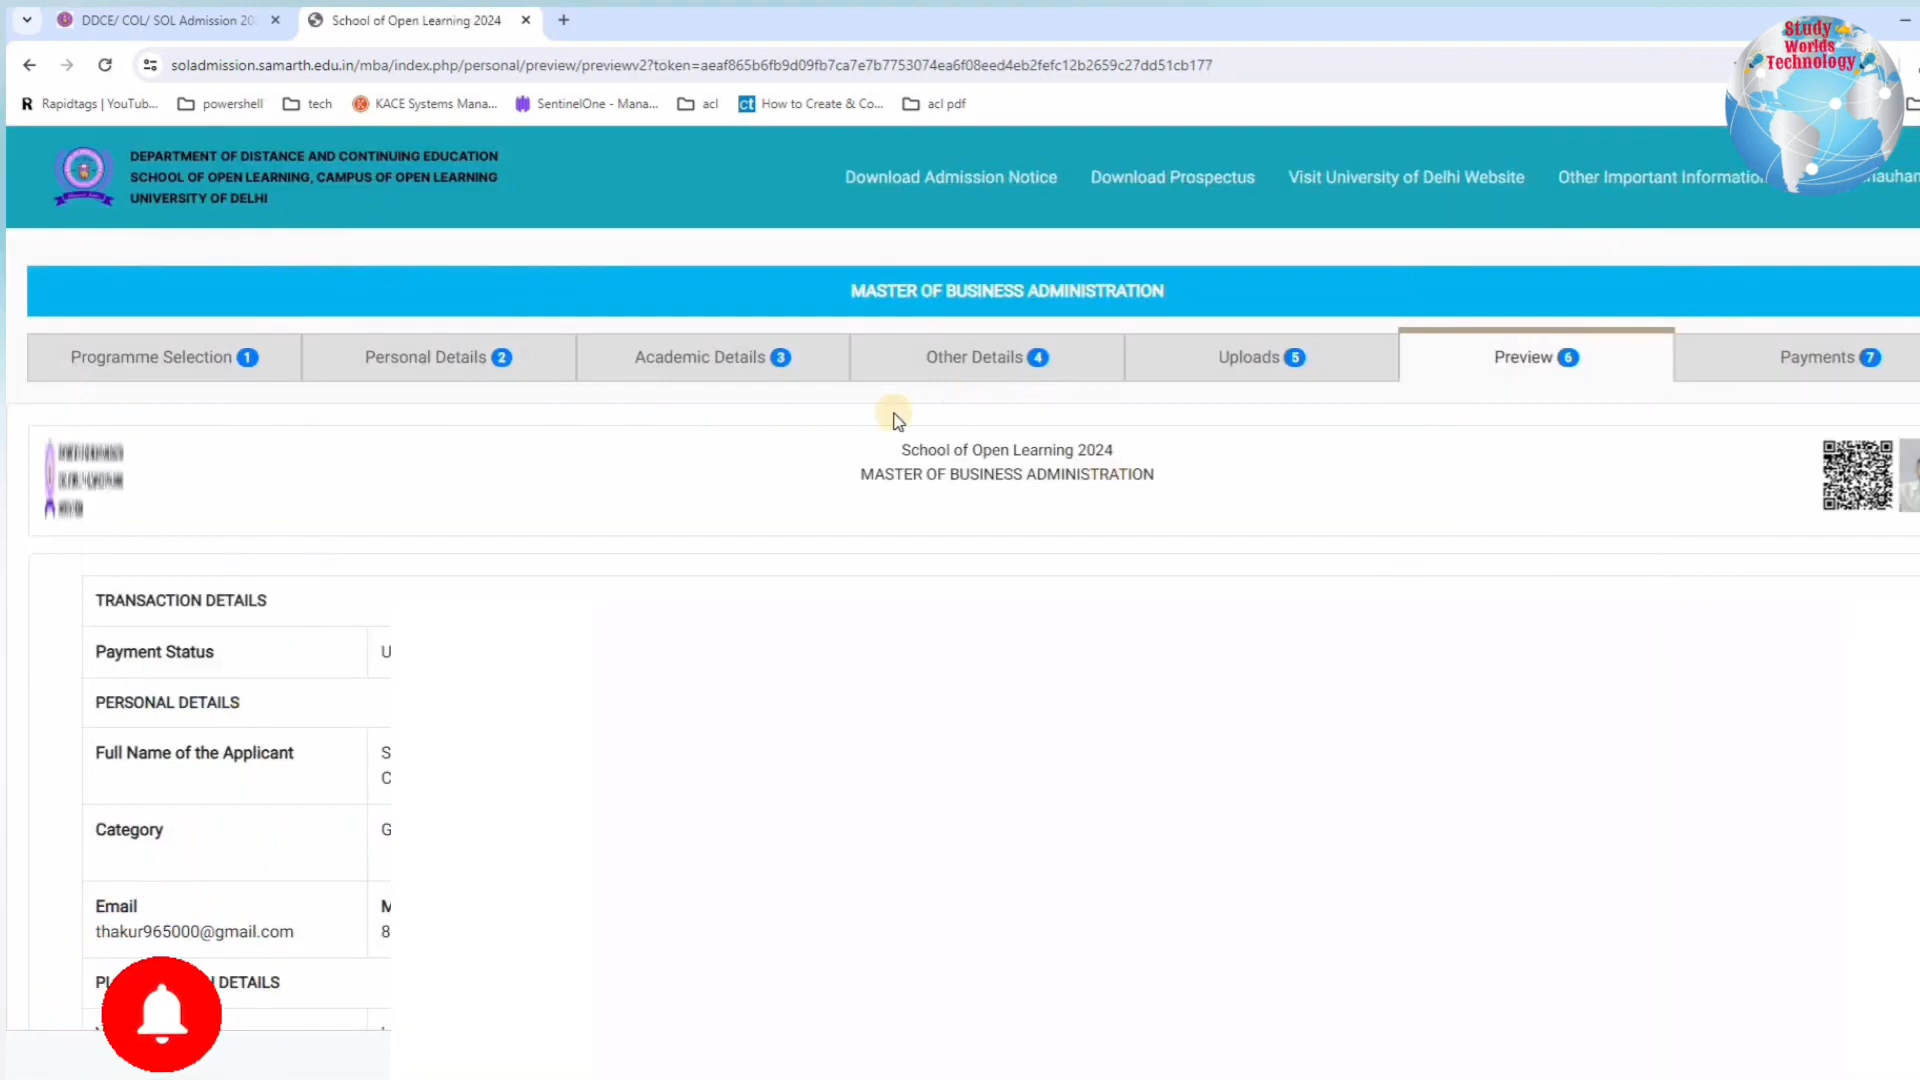 DDCE/ COL/ SOL Admission 20
School of Open Learning 2024
soladmission.samarth.edu.in/mba/index.php/personal/preview/previewv2?token=aeaf865b6fb9d09fb7ca7e7b7753074ea6f08eed4eb2fefc12b2659c27dd51cb177
Rapidtags | YouTub... powershell tech KACE Systems Mana... SentinelOne - Mana... acl How to Create & Co... acl pdf
Study
Worlds
Technology
DEPARTMENT OF DISTANCE AND CONTINUING EDUCATION
SCHOOL OF OPEN LEARNING, CAMPUS OF OPEN LEARNING
UNIVERSITY OF DELHI
Download Admission Notice Download Prospectus Visit University of Delhi Website Other Important Informatio
MASTER OF BUSINESS ADMINISTRATION
Programme Selection 1 Personal Details 2 Academic Details 3 Other Details 4 Uploads 5 Preview 6 Payments 7
School of Open Learning 2024
MASTER OF BUSINESS ADMINISTRATION
TRANSACTION DETAILS
Payment Status U
PERSONAL DETAILS
Full Name of the Applicant S
C
Category G
Email M
thakur965000@gmail.com 8
DETAILS